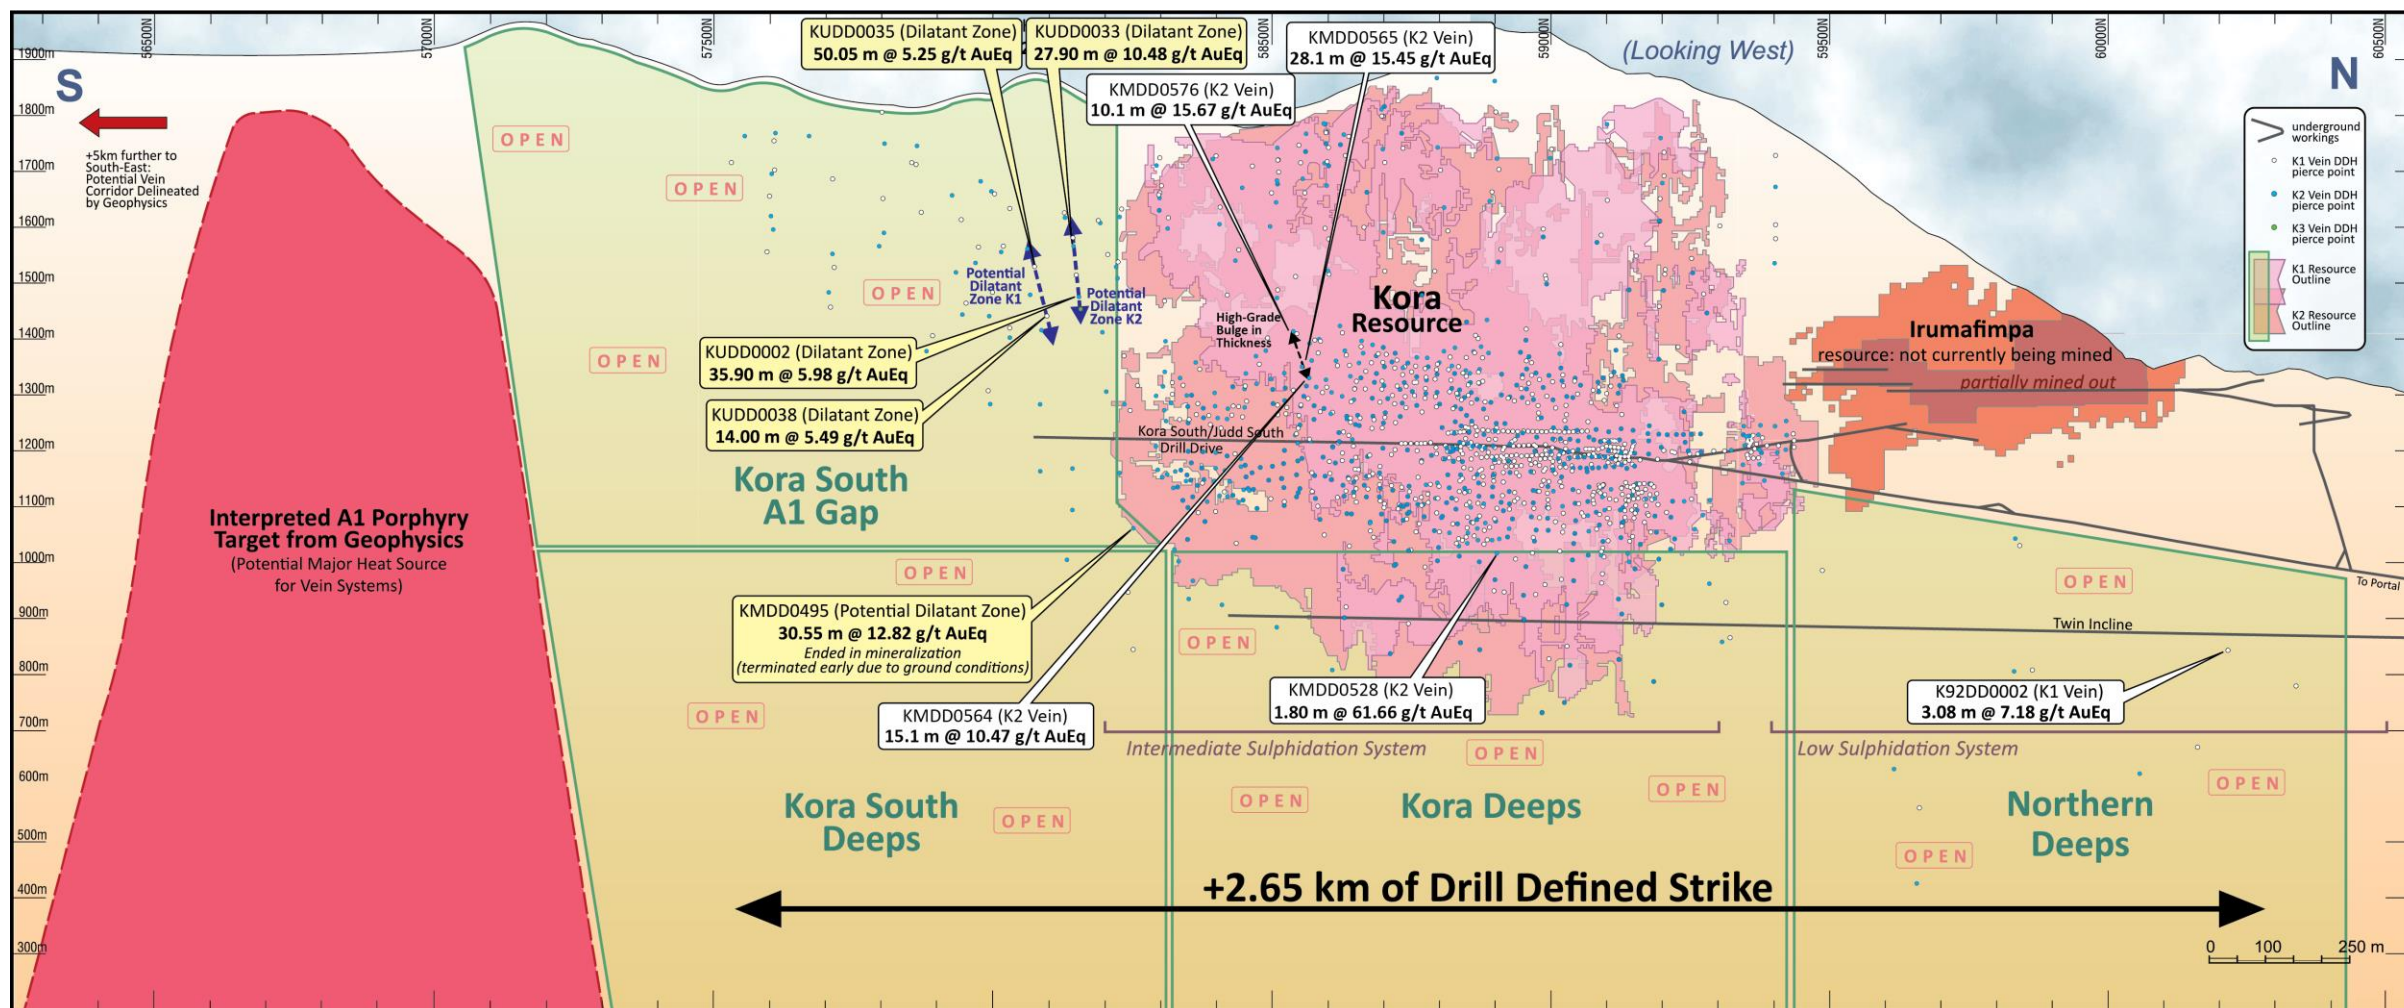 56500N
57000N
57500N
58500N
59000N
59500N
60000N
60500N
1900m
1800m
1700m
1600m
1500m
1400m
1300m
1200m
1100m
1000m
900m
800m
700m
600m
500m
400m
300m
S
+5km further to
South-East:
Potential Vein
Corridor Delineated
by Geophysics
(Looking West)
N
KUDD0035 (Dilatant Zone)
50.05 m @ 5.25 g/t AuEq
KUDD0033 (Dilatant Zone)
27.90 m @ 10.48 g/t AuEq
KMDD0565 (K2 Vein)
28.1 m @ 15.45 g/t AuEq
KMDD0576 (K2 Vein)
10.1 m @ 15.67 g/t AuEq
underground
workings
K1 Vein DDH
pierce point
K2 Vein DDH
pierce point
K3 Vein DDH
pierce point
K1 Resource
Outline
K2 Resource
Outline
OPEN
OPEN
OPEN
OPEN
Potential
Dilatant
Zone K1
Potential
Dilatant
Zone K2
High-Grade
Bulge in
Thickness
Kora
Resource
Irumafimpa
resource: not currently being mined
partially mined out
KUDD0002 (Dilatant Zone)
35.90 m @ 5.98 g/t AuEq
KUDD0038 (Dilatant Zone)
14.00 m @ 5.49 g/t AuEq
Kora South/Judd South
Drill Drive
Kora South
A1 Gap
Interpreted A1 Porphyry
Target from Geophysics
(Potential Major Heat Source
for Vein Systems)
OPEN
OPEN
To Portal
KMDD0495 (Potential Dilatant Zone)
30.55 m @ 12.82 g/t AuEq
Ended in mineralization
(terminated early due to ground conditions)
OPEN
Twin Incline
KMDD0564 (K2 Vein)
15.1 m @ 10.47 g/t AuEq
KMDD0528 (K2 Vein)
1.80 m @ 61.66 g/t AuEq
K92DD0002 (K1 Vein)
3.08 m @ 7.18 g/t AuEq
OPEN
Intermediate Sulphidation System
Low Sulphidation System
OPEN
OPEN
OPEN
OPEN
OPEN
Kora South
Deeps
Kora Deeps
Northern
Deeps
OPEN
OPEN
+2.65 km of Drill Defined Strike
0 100 250 m